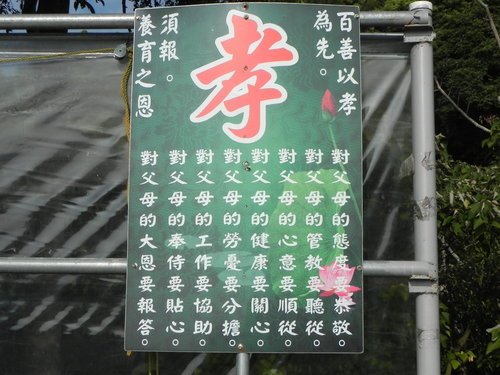 百善以孝
為先。
孝
須報。
養育之恩
對父母的態度要恭敬。
對父母的管教要聽從。
對父母的心意要順從。
對父母的健康要關心。
對父母的勞憂要分擔。
對父母的工作要協助。
對父母的奉侍要貼心。
對父母的大恩要報答。